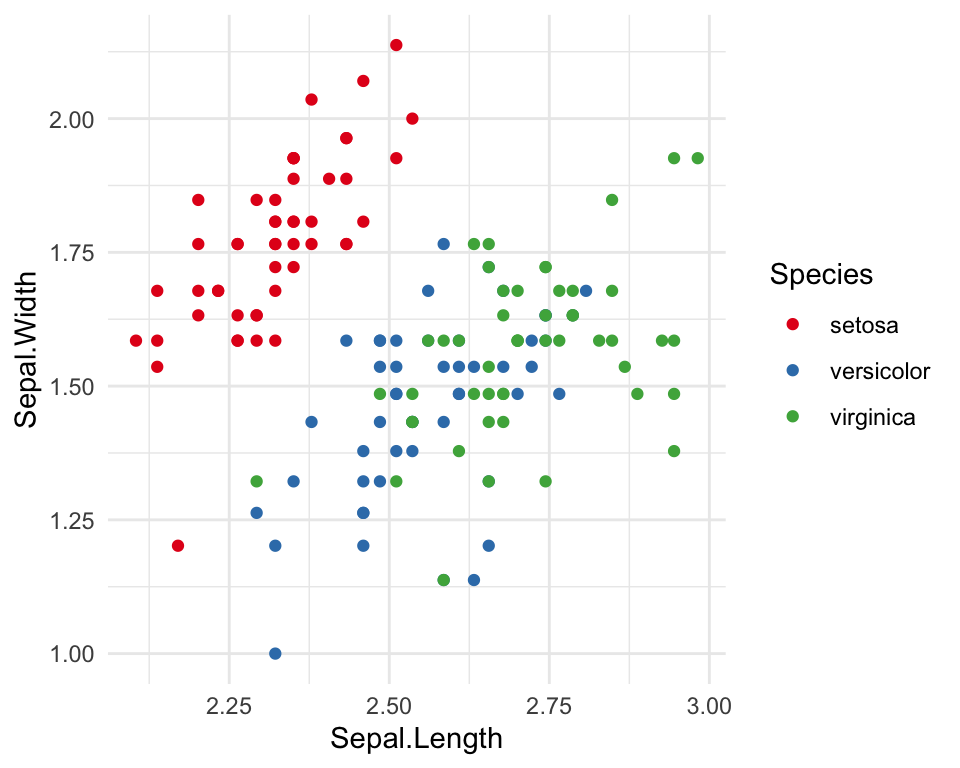 Sepal.Width
2.00
1.75
1.50
1.25
1.00
2.25 2.50 2.75 3.00
Sepal.Length
Species
setosa
versicolor
virginica